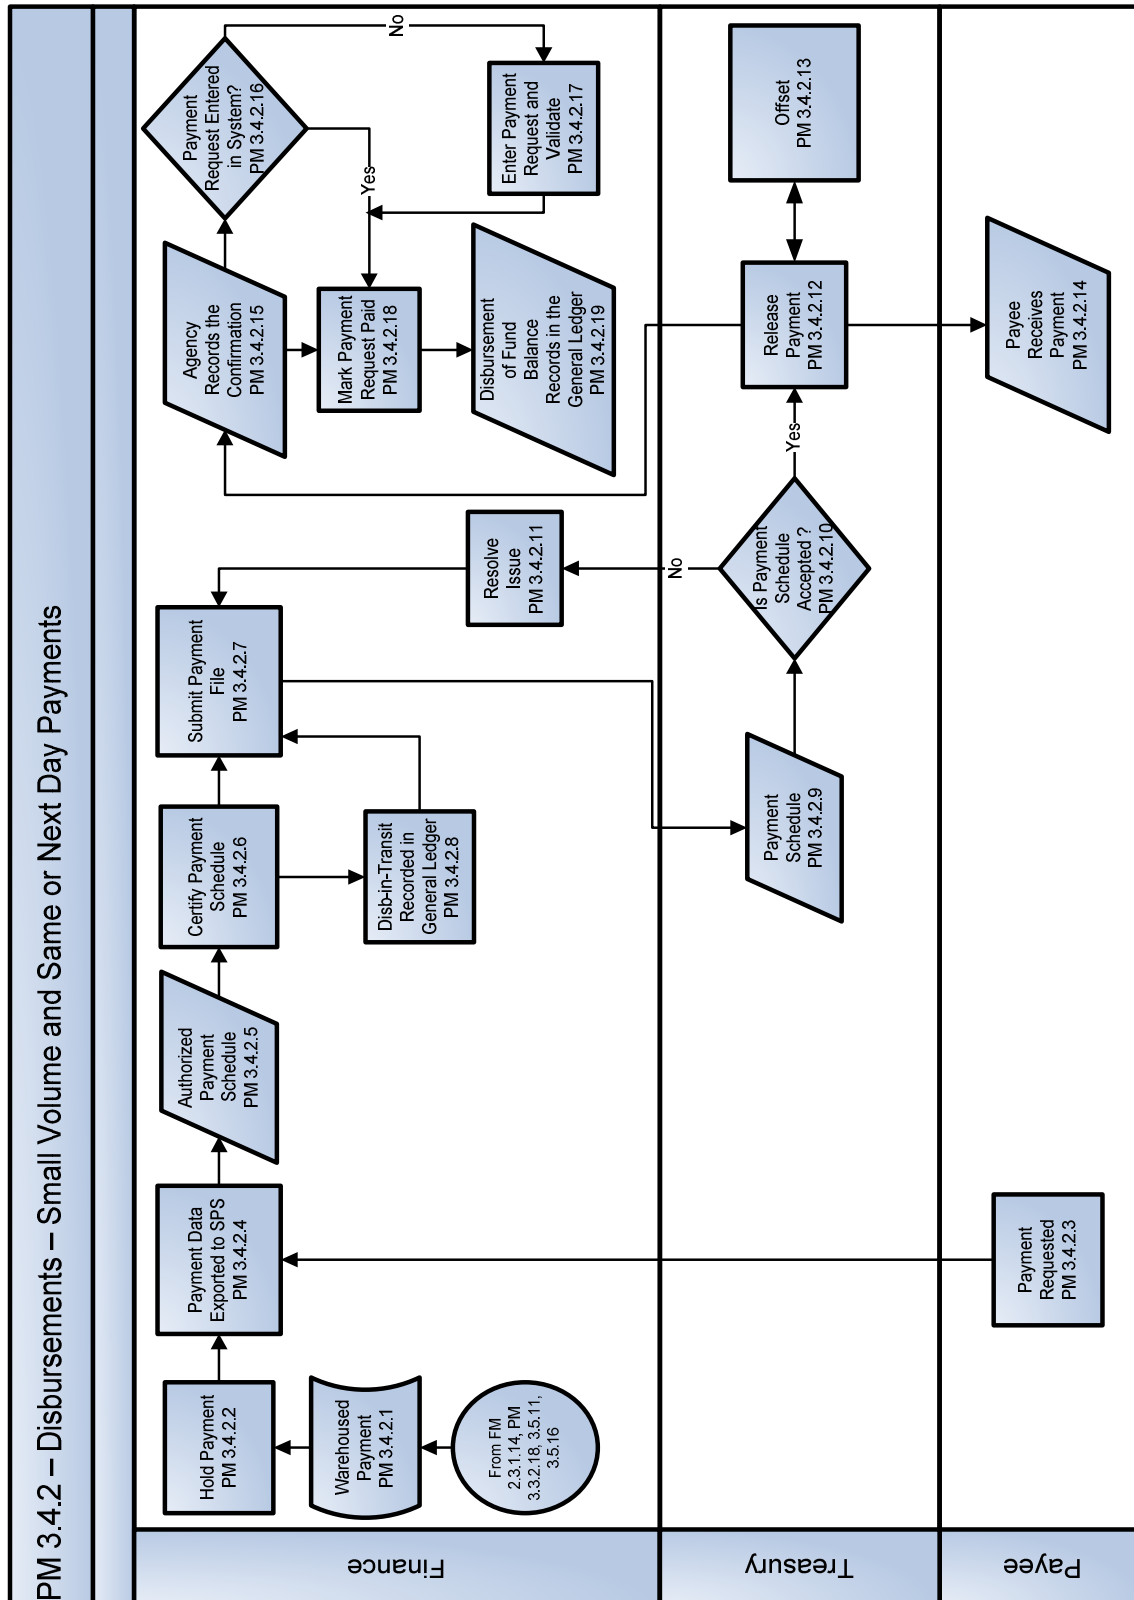 PM 3.4.2 – Disbursements – Small Volume and Same or Next Day Payments
Finance
From FM
2.3.1.14, PM
3.3.2.18, 3.5.11,
3.5.16
Warehoused
Payment
PM 3.4.2.1
Hold Payment
PM 3.4.2.2
Payment Data
Exported to SPS
PM 3.4.2.4
Authorized
Payment
Schedule
PM 3.4.2.5
Certify Payment
Schedule
PM 3.4.2.6
Disb-in-Transit
Recorded in
General Ledger
PM 3.4.2.8
Submit Payment
File
PM 3.4.2.7
Resolve
Issue
PM 3.4.2.11
Agency
Records the
Confirmation
PM 3.4.2.15
Payment
Request Entered
in System?
PM 3.4.2.16
No
Yes
Enter Payment
Request and
Validate
PM 3.4.2.17
Mark Payment
Request Paid
PM 3.4.2.18
Disbursement
of Fund
Balance
Records in the
General Ledger
PM 3.4.2.19
Treasury
Payment
Schedule
PM 3.4.2.9
Is Payment
Schedule
Accepted ?
PM 3.4.2.10
No
Yes
Release
Payment
PM 3.4.2.12
Offset
PM 3.4.2.13
Payee
Payment
Requested
PM 3.4.2.3
Payee
Receives
Payment
PM 3.4.2.14